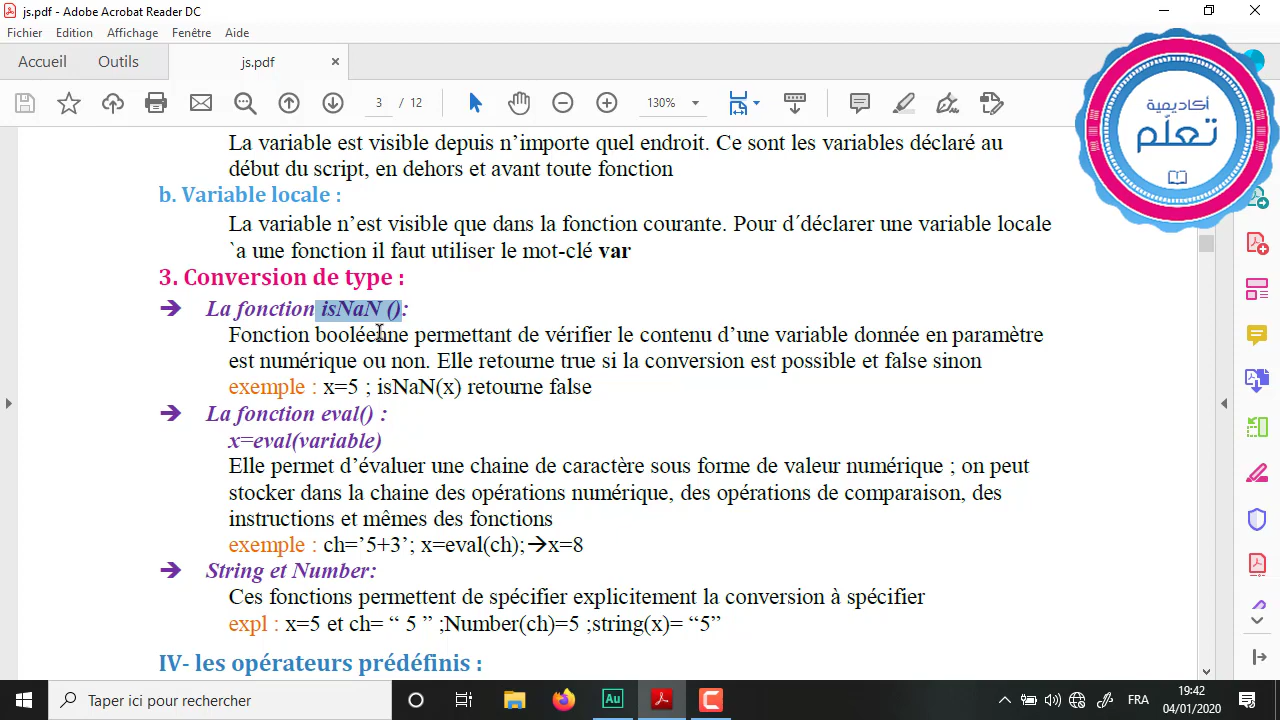 js.pdf - Adobe Acrobat Reader DC
Fichier Edition Affichage Fenêtre Aide
Accueil Outils js.pdf
3 / 12 130%
أكاديمية
تعلّم
La variable est visible depuis n’importe quel endroit. Ce sont les variables déclaré au
début du script, en dehors et avant toute fonction
b. Variable locale :
La variable n’est visible que dans la fonction courante. Pour d´déclarer une variable locale
`a une fonction il faut utiliser le mot-clé var
3. Conversion de type :
➔ La fonction isNaN ():
Fonction booléenne permettant de vérifier le contenu d’une variable donnée en paramètre
est numérique ou non. Elle retourne true si la conversion est possible et false sinon
exemple : x=5 ; isNaN(x) retourne false
➔ La fonction eval() :
x=eval(variable)
Elle permet d’évaluer une chaine de caractère sous forme de valeur numérique ; on peut
stocker dans la chaine des opérations numérique, des opérations de comparaison, des
instructions et mêmes des fonctions
exemple : ch=’5+3’; x=eval(ch);➔x=8
➔ String et Number:
Ces fonctions permettent de spécifier explicitement la conversion à spécifier
expl : x=5 et ch= “ 5 ” ;Number(ch)=5 ;string(x)= “5”
IV- les opérateurs prédéfinis :
Taper ici pour rechercher
Au
FRA
19:42
04/01/2020